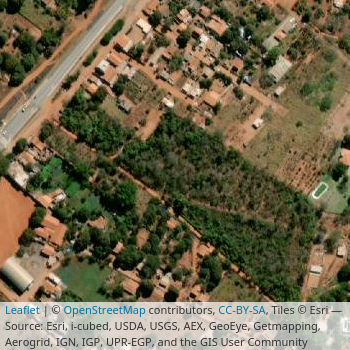 Leaflet | © OpenStreetMap contributors, CC-BY-SA, Tiles © Esri —
Source: Esri, i-cubed, USDA, USGS, AEX, GeoEye, Getmapping,
Aerogrid, IGN, IGP, UPR-EGP, and the GIS User Community